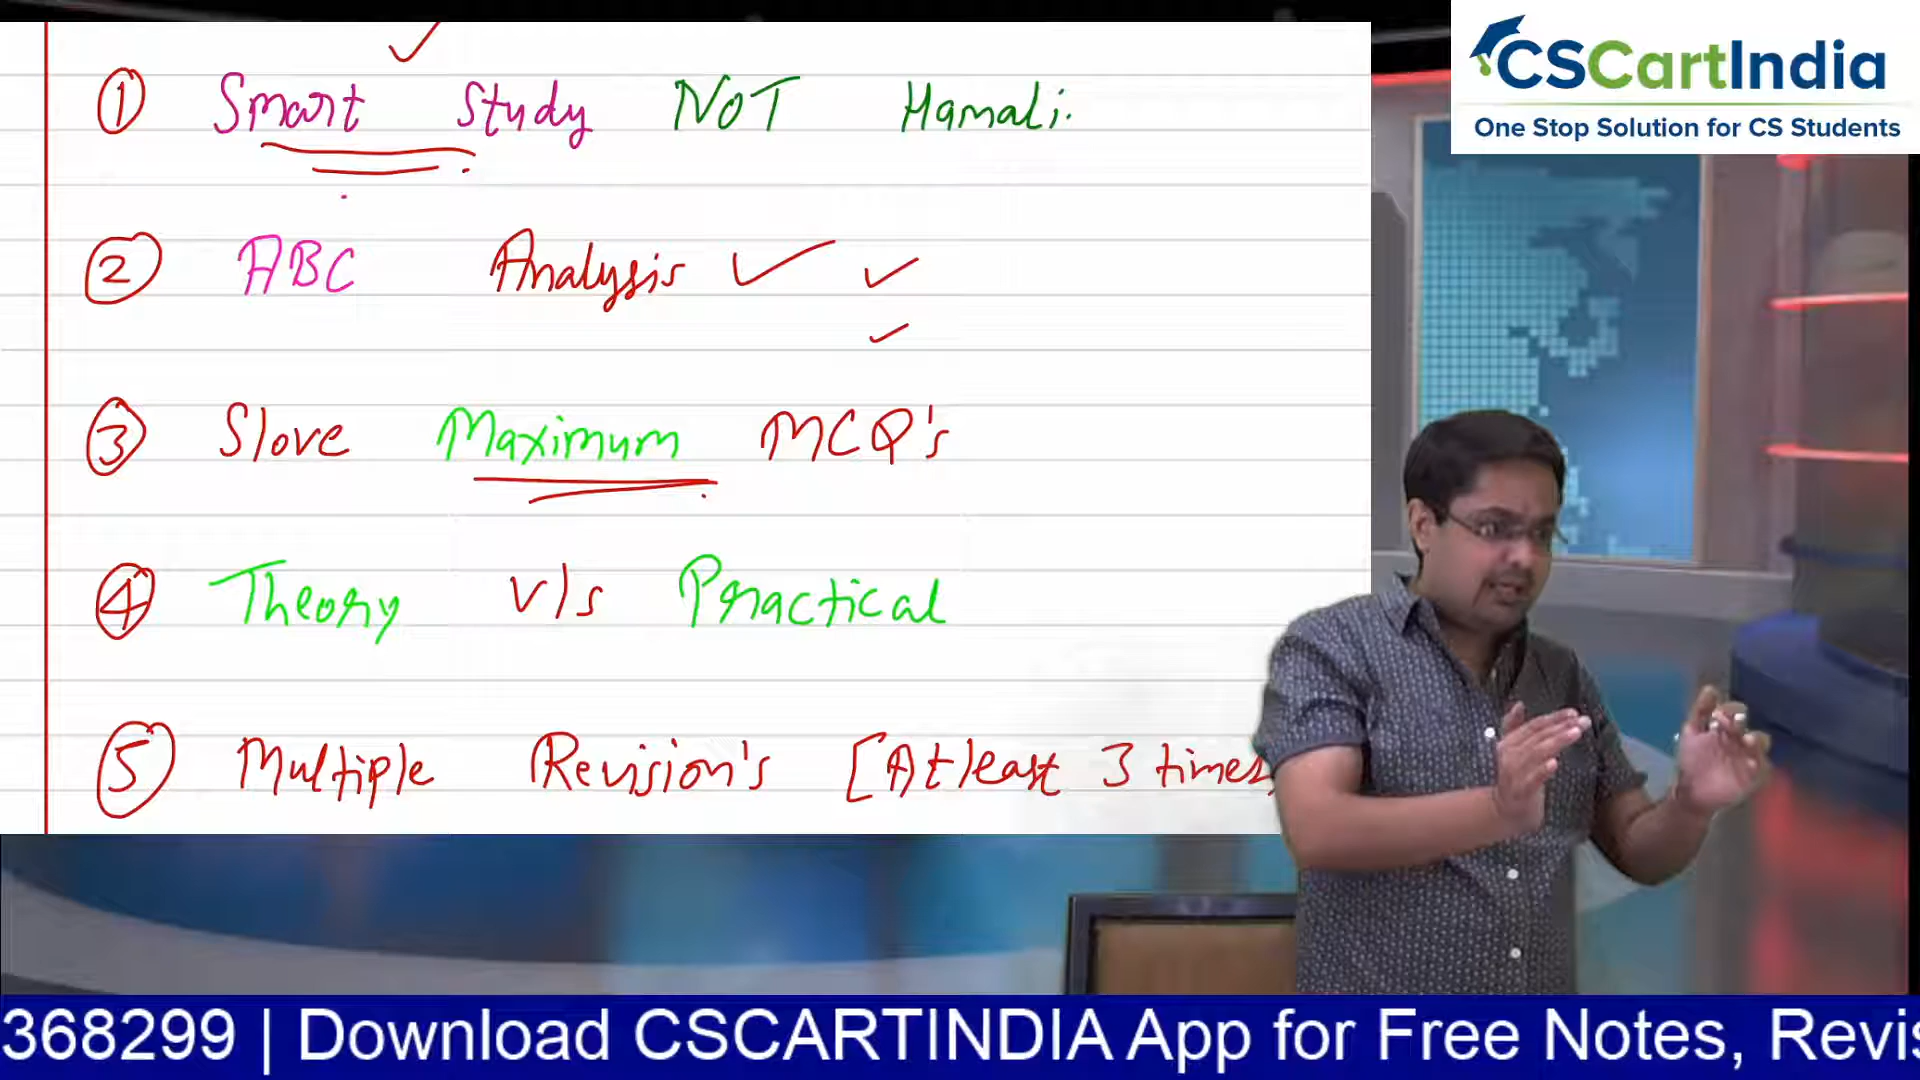 ① Smart Study NOT Hamali.
② ABC Analysis
③ Slove Maximum MCQ's
④ Theory v/s Practical
⑤ Multiple Revision's [Atleast 3 times
CSCartIndia
One Stop Solution for CS Students
368299 | Download CSCARTINDIA App for Free Notes, Revis